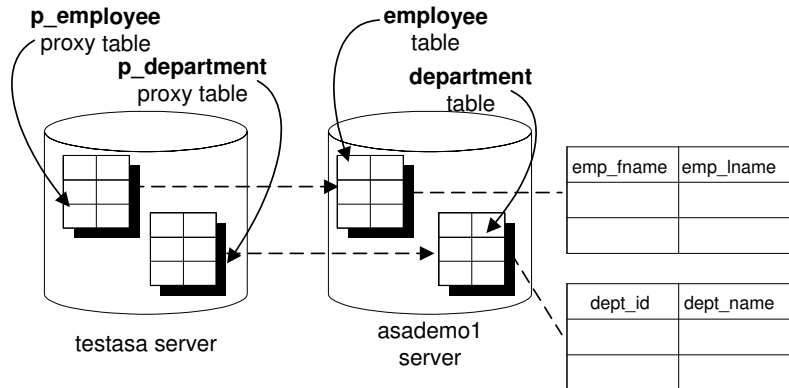 p_employee
proxy table
p_department
proxy table
employee
table
department
table
emp_fname emp_lname
dept_id dept_name
testasa server
asademo1
server